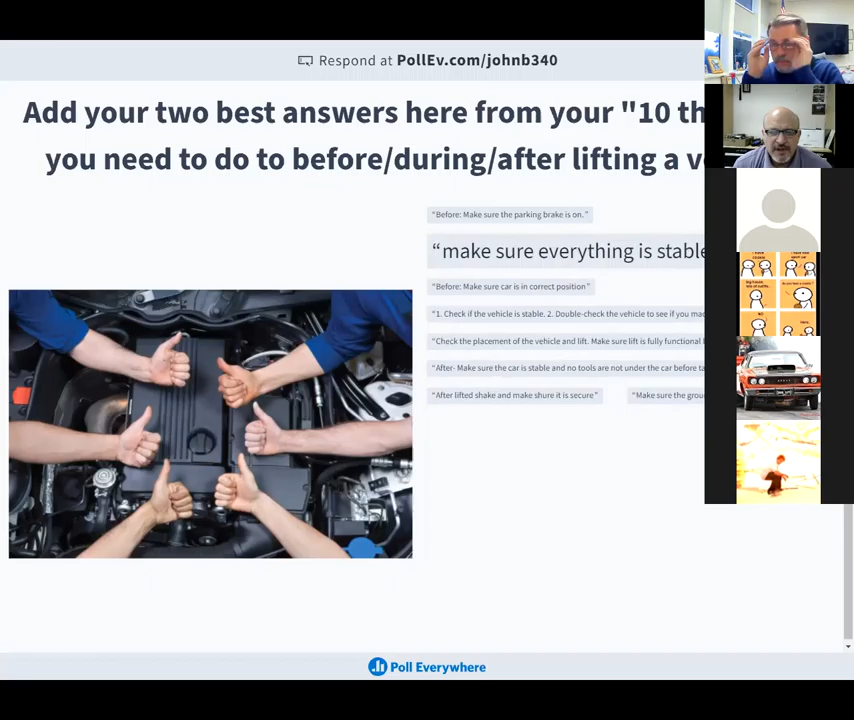 Respond at PollEv.com/johnb340
Add your two best answers here from your "10 th
you need to do to before/during/after lifting a v
"Before: Make sure the parking brake is on."
"make sure everything is stable
"Before: Make sure car is in correct position"
"1. Check if the vehicle is stable. 2. Double-check the vehicle to see if you mad
"Check the placement of the vehicle and lift. Make sure lift is fully functional
"After- Make sure the car is stable and no tools are not under the car before ta
"After lifted shake and make shure it is secure"
"Make sure the grou
Poll Everywhere